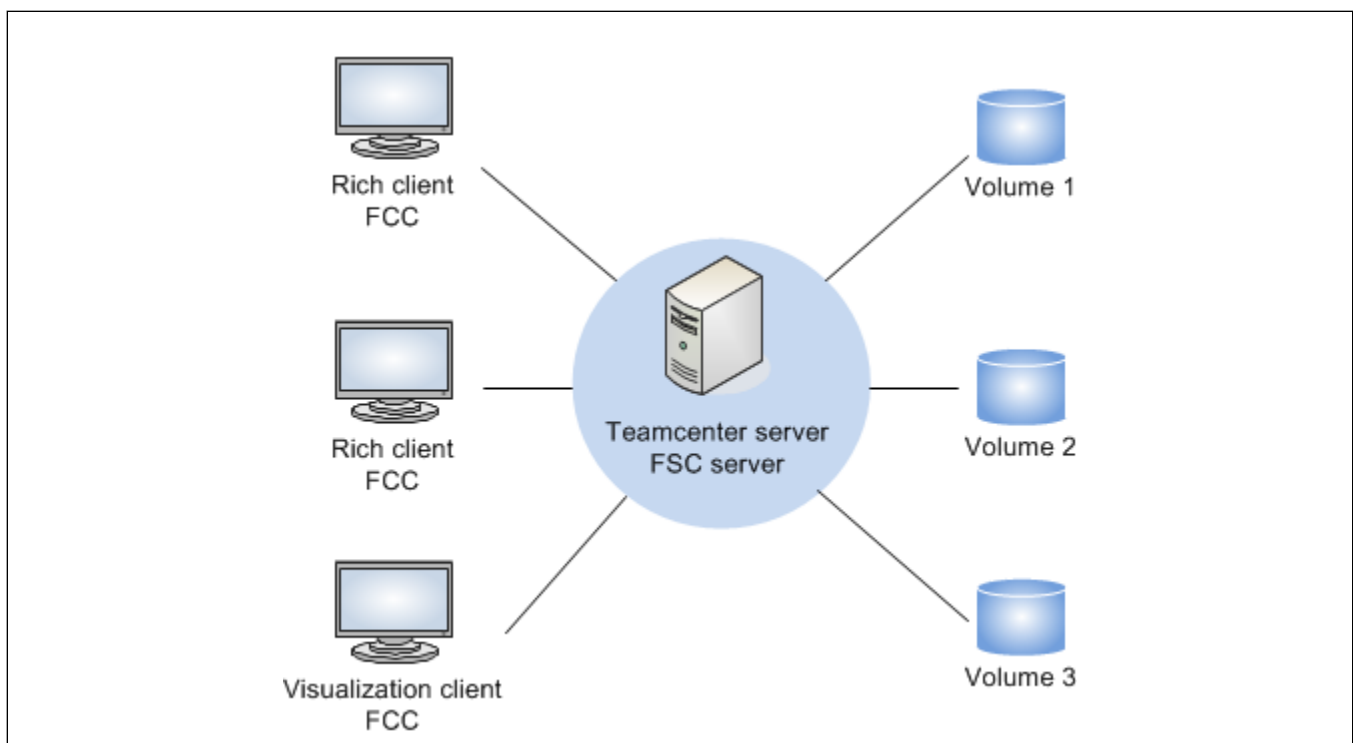 Rich client
FCC
Volume 1
Rich client
FCC
Teamcenter server
FSC server
Volume 2
Visualization client
FCC
Volume 3